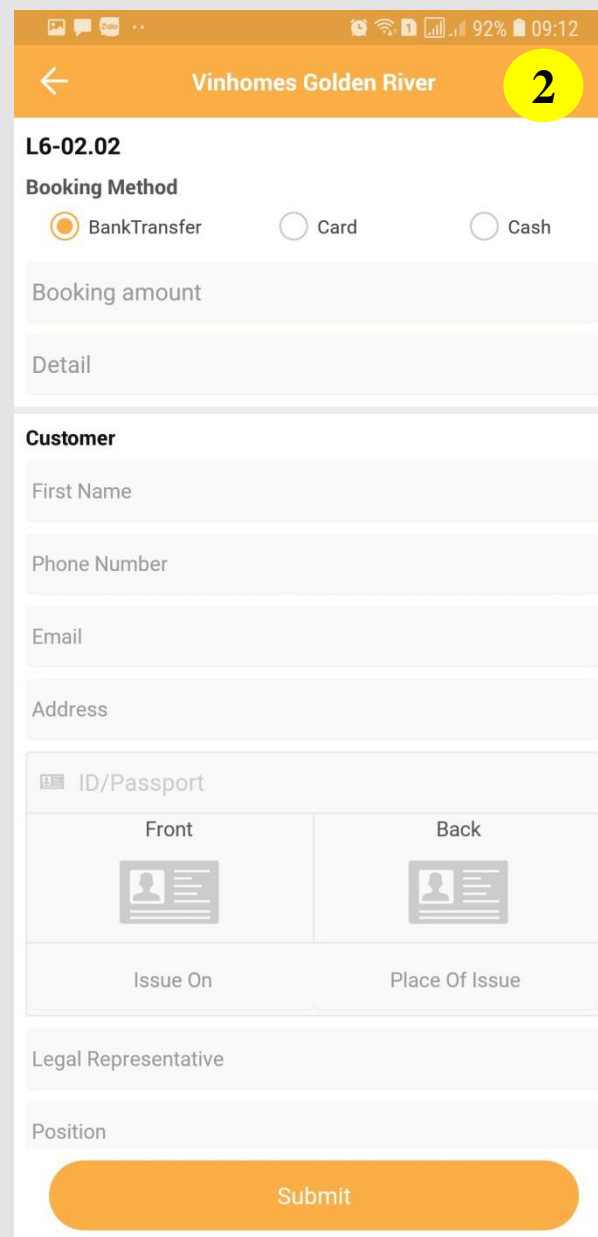 Zalo 1 92% 09:12
Vinhomes Golden River 2
L6-02.02
Booking Method
BankTransfer Card Cash
Booking amount
Detail
Customer
First Name
Phone Number
Email
Address
ID/Passport
Front Back
Issue On Place Of Issue
Legal Representative
Position
Submit